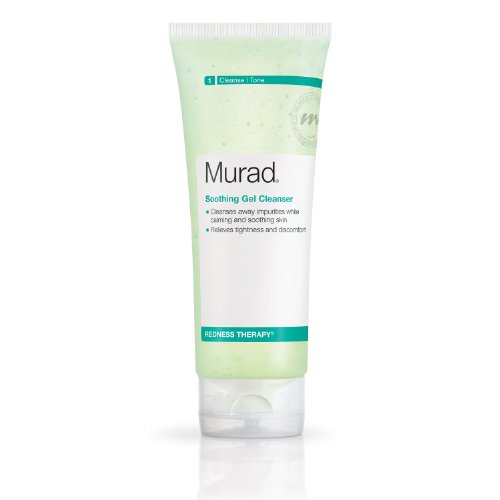 1 Cleanse | Tone
m
Murad®
Soothing Gel Cleanser
▪ Cleanses away impurities while
calming and soothing skin
▪ Relieves tightness and discomfort
REDNESS THERAPY®